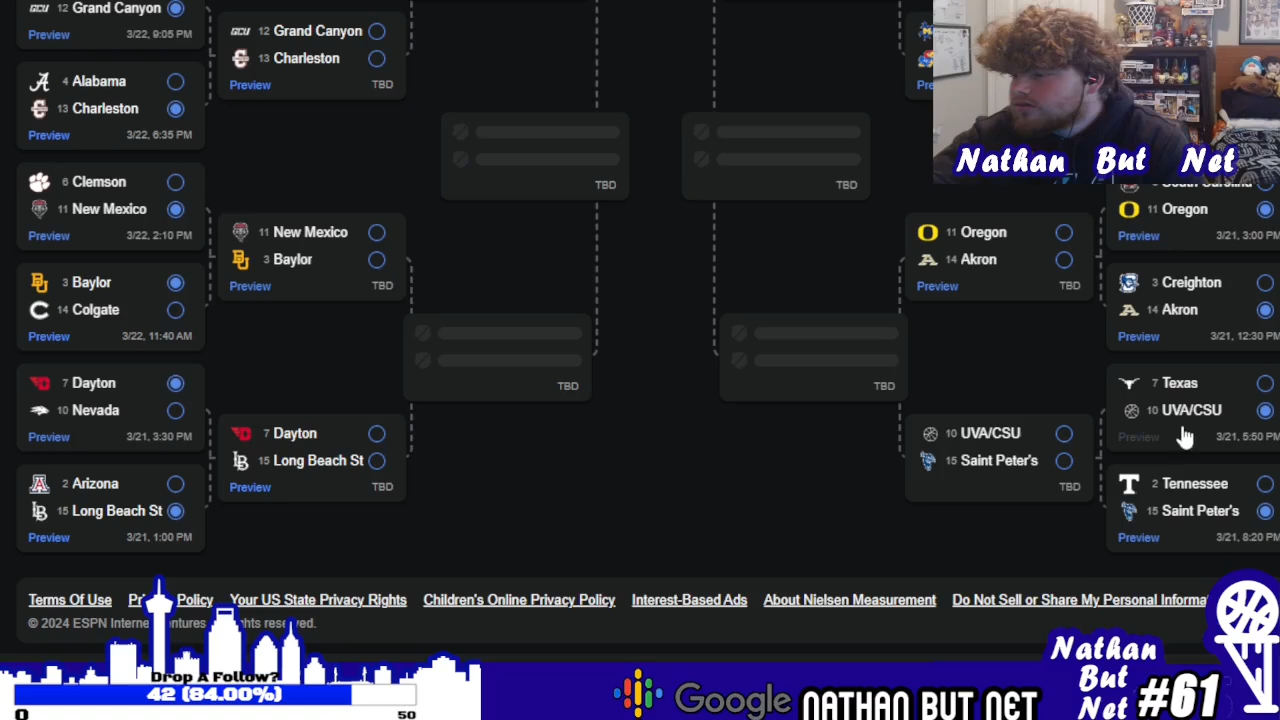 GCU 12 Grand Canyon
Preview 3/22, 9:05 PM
4 Alabama
13 Charleston
Preview 3/22, 6:35 PM
6 Clemson
11 New Mexico
Preview 3/22, 2:10 PM
3 Baylor
14 Colgate
Preview 3/22, 11:40 AM
7 Dayton
10 Nevada
Preview 3/21, 3:30 PM
2 Arizona
15 Long Beach St
Preview 3/21, 1:00 PM
GCU 12 Grand Canyon
13 Charleston
Preview TBD
11 New Mexico
3 Baylor
Preview TBD
7 Dayton
15 Long Beach St
Preview TBD
TBD
TBD
TBD
TBD
Pre
11 Oregon
14 Akron
Preview TBD
10 UVA/CSU
15 Saint Peter's
TBD
Nathan But Net
South Carolina
11 Oregon
Preview 3/21, 3:00 PM
3 Creighton
14 Akron
Preview 3/21, 12:30 PM
7 Texas
10 UVA/CSU
Preview 3/21, 5:50 PM
2 Tennessee
15 Saint Peter's
Preview 3/21, 8:20 PM
Terms Of Use Policy Your US State Privacy Rights Children's Online Privacy Policy Interest-Based Ads About Nielsen Measurement Do Not Sell or Share My Personal Informa
© 2024 ESPN Interne
Drop A Follow?
42 (84.00%)
0 50
Google NATHAN BUT NET
Nathan
But
Net #61